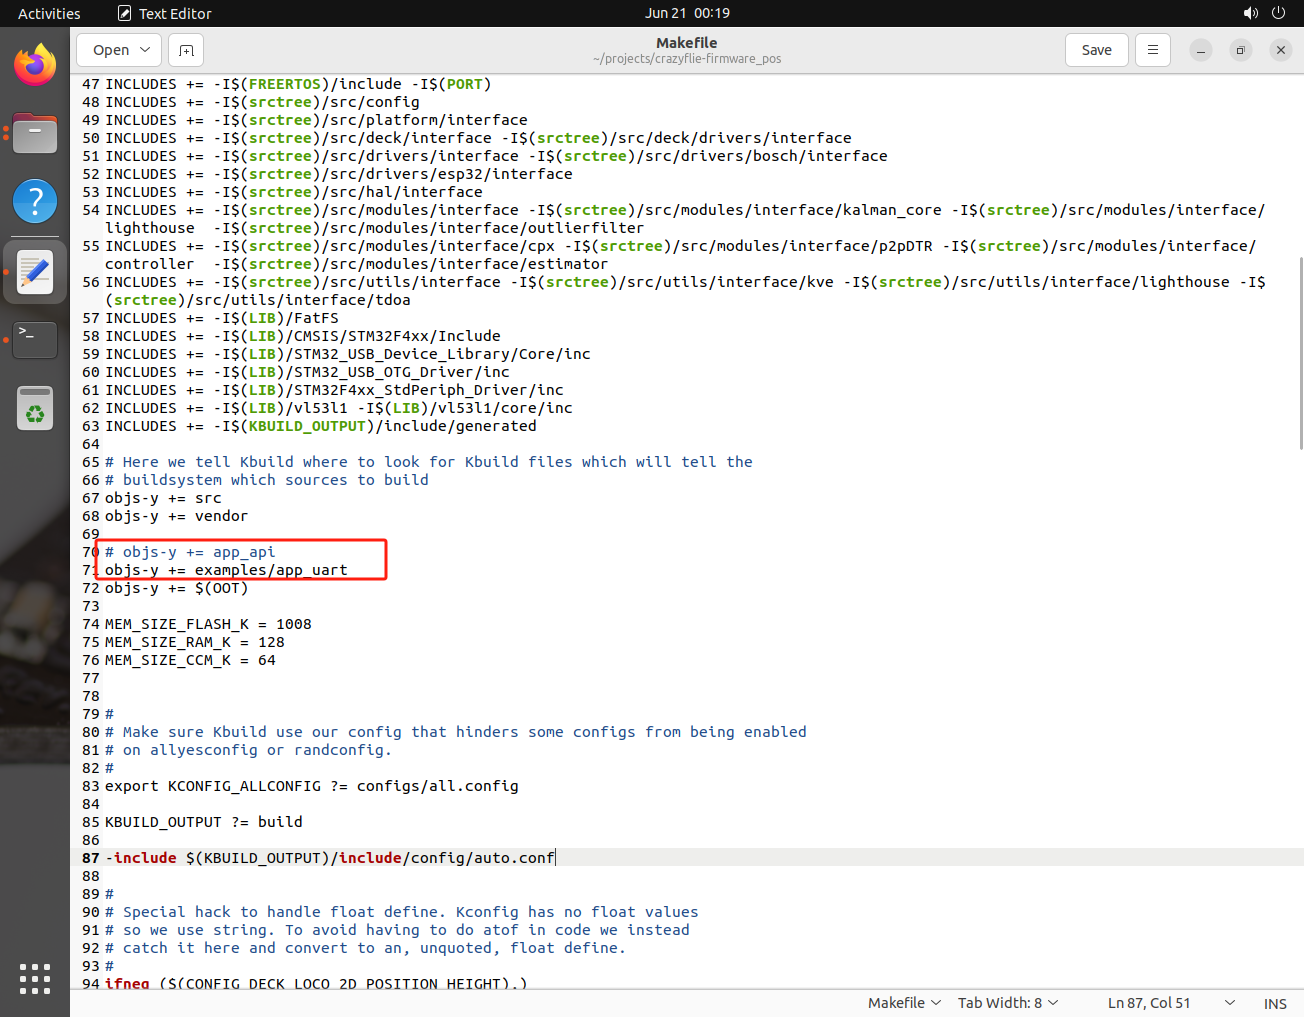 Activities Text Editor Jun 21 00:19
Open Makefile Save
~/projects/crazyflie-firmware_pos
47 INCLUDES += -I$(FREERTOS)/include -I$(PORT)
48 INCLUDES += -I$(srctree)/src/config
49 INCLUDES += -I$(srctree)/src/platform/interface
50 INCLUDES += -I$(srctree)/src/deck/interface -I$(srctree)/src/deck/drivers/interface
51 INCLUDES += -I$(srctree)/src/drivers/interface -I$(srctree)/src/drivers/bosch/interface
52 INCLUDES += -I$(srctree)/src/drivers/esp32/interface
53 INCLUDES += -I$(srctree)/src/hal/interface
54 INCLUDES += -I$(srctree)/src/modules/interface -I$(srctree)/src/modules/interface/kalman_core -I$(srctree)/src/modules/interface/
lighthouse  -I$(srctree)/src/modules/interface/outlierfilter
55 INCLUDES += -I$(srctree)/src/modules/interface/cpx -I$(srctree)/src/modules/interface/p2pDTR -I$(srctree)/src/modules/interface/
controller  -I$(srctree)/src/modules/interface/estimator
56 INCLUDES += -I$(srctree)/src/utils/interface -I$(srctree)/src/utils/interface/kve -I$(srctree)/src/utils/interface/lighthouse -I$
(srctree)/src/utils/interface/tdoa
57 INCLUDES += -I$(LIB)/FatFS
58 INCLUDES += -I$(LIB)/CMSIS/STM32F4xx/Include
59 INCLUDES += -I$(LIB)/STM32_USB_Device_Library/Core/inc
60 INCLUDES += -I$(LIB)/STM32_USB_OTG_Driver/inc
61 INCLUDES += -I$(LIB)/STM32F4xx_StdPeriph_Driver/inc
62 INCLUDES += -I$(LIB)/vl53l1 -I$(LIB)/vl53l1/core/inc
63 INCLUDES += -I$(KBUILD_OUTPUT)/include/generated
64
65 # Here we tell Kbuild where to look for Kbuild files which will tell the
66 # buildsystem which sources to build
67 objs-y += src
68 objs-y += vendor
69
70 # objs-y += app_api
71 objs-y += examples/app_uart
72 objs-y += $(OOT)
73
74 MEM_SIZE_FLASH_K = 1008
75 MEM_SIZE_RAM_K = 128
76 MEM_SIZE_CCM_K = 64
77
78
79 #
80 # Make sure Kbuild use our config that hinders some configs from being enabled
81 # on allyesconfig or randconfig.
82 #
83 export KCONFIG_ALLCONFIG ?= configs/all.config
84
85 KBUILD_OUTPUT ?= build
86
87 -include $(KBUILD_OUTPUT)/include/config/auto.conf
88
89 #
90 # Special hack to handle float define. Kconfig has no float values
91 # so we use string. To avoid having to do atof in code we instead
92 # catch it here and convert to an, unquoted, float define.
93 #
94 ifneq ($(CONFIG_DECK_LOCO_2D_POSITION_HEIGHT),)
Makefile Tab Width: 8 Ln 87, Col 51 INS